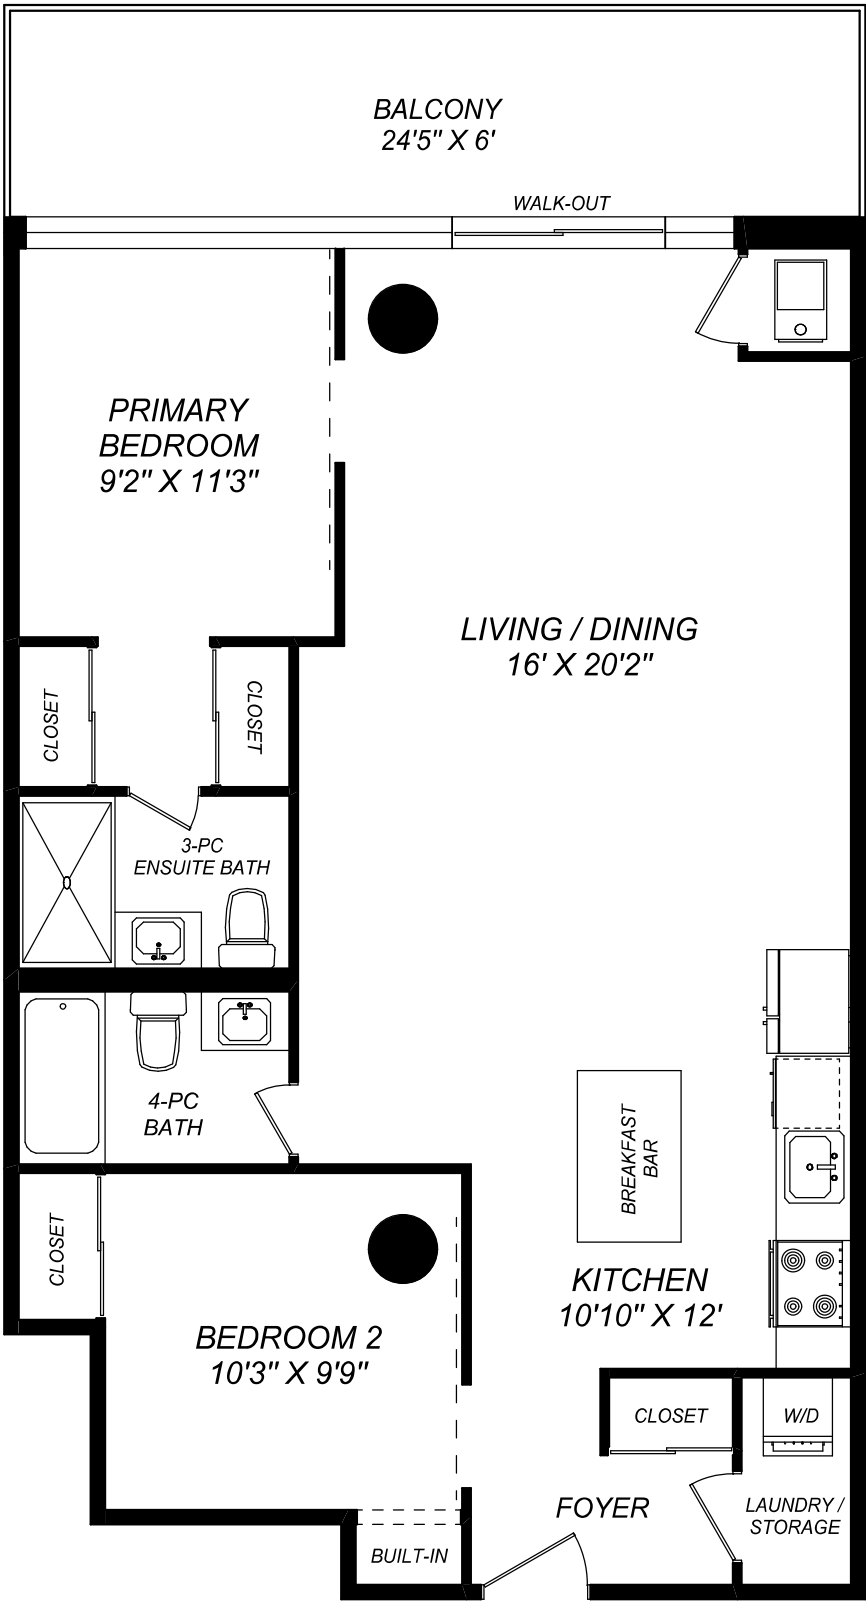 BALCONY
24'5" X 6'
WALK-OUT
PRIMARY
BEDROOM
9'2" X 11'3"
LIVING / DINING
16' X 20'2"
CLOSET
CLOSET
3-PC
ENSUITE BATH
4-PC
BATH
BREAKFAST
BAR
CLOSET
KITCHEN
10'10" X 12'
BEDROOM 2
10'3" X 9'9"
CLOSET
W/D
FOYER
LAUNDRY /
STORAGE
BUILT-IN